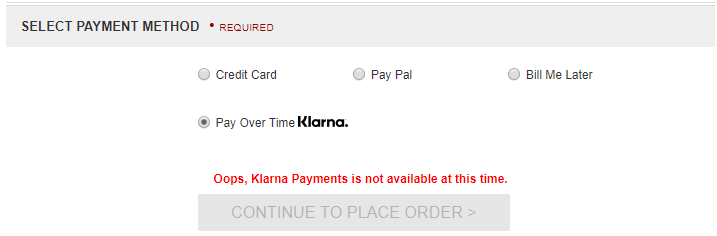 SELECT PAYMENT METHOD • REQUIRED
Credit Card Pay Pal Bill Me Later
Pay Over Time Klarna.
Oops, Klarna Payments is not available at this time.
CONTINUE TO PLACE ORDER >